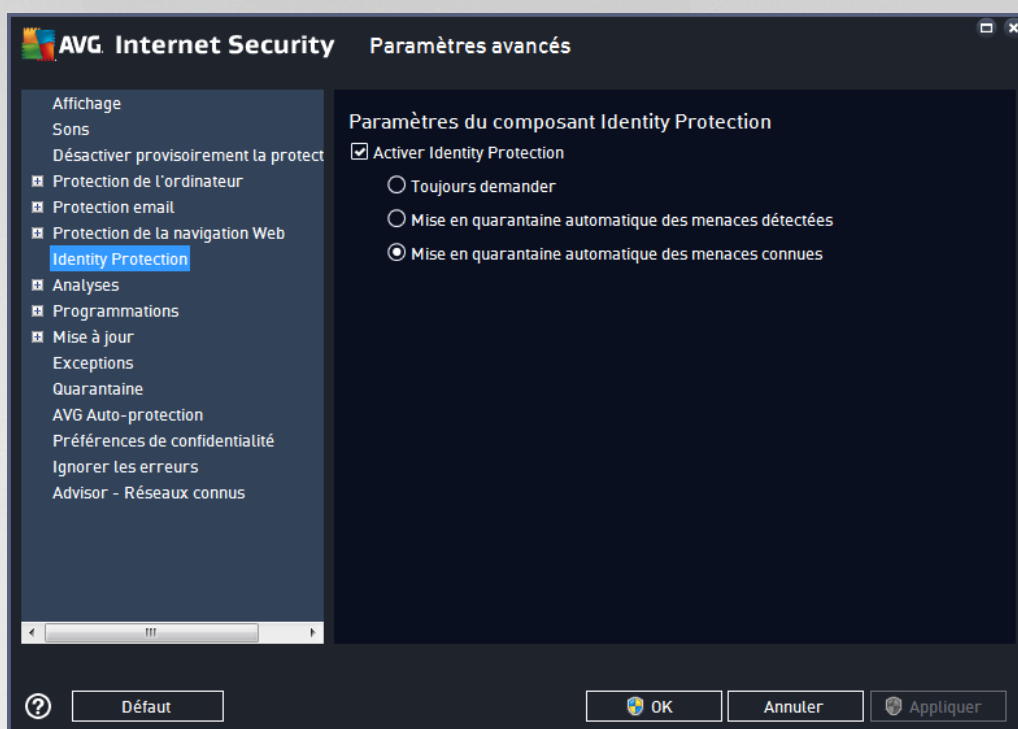 AVG. Internet Security Paramètres avancés
Affichage
Sons
Désactiver provisoirement la protect
Protection de l'ordinateur
Protection email
Protection de la navigation Web
Identity Protection
Analyses
Programmations
Mise à jour
Exceptions
Quarantaine
AVG Auto-protection
Préférences de confidentialité
Ignorer les erreurs
Advisor - Réseaux connus
Paramètres du composant Identity Protection
Activer Identity Protection
Toujours demander
Mise en quarantaine automatique des menaces détectées
Mise en quarantaine automatique des menaces connues
Défaut
OK
Annuler
Appliquer